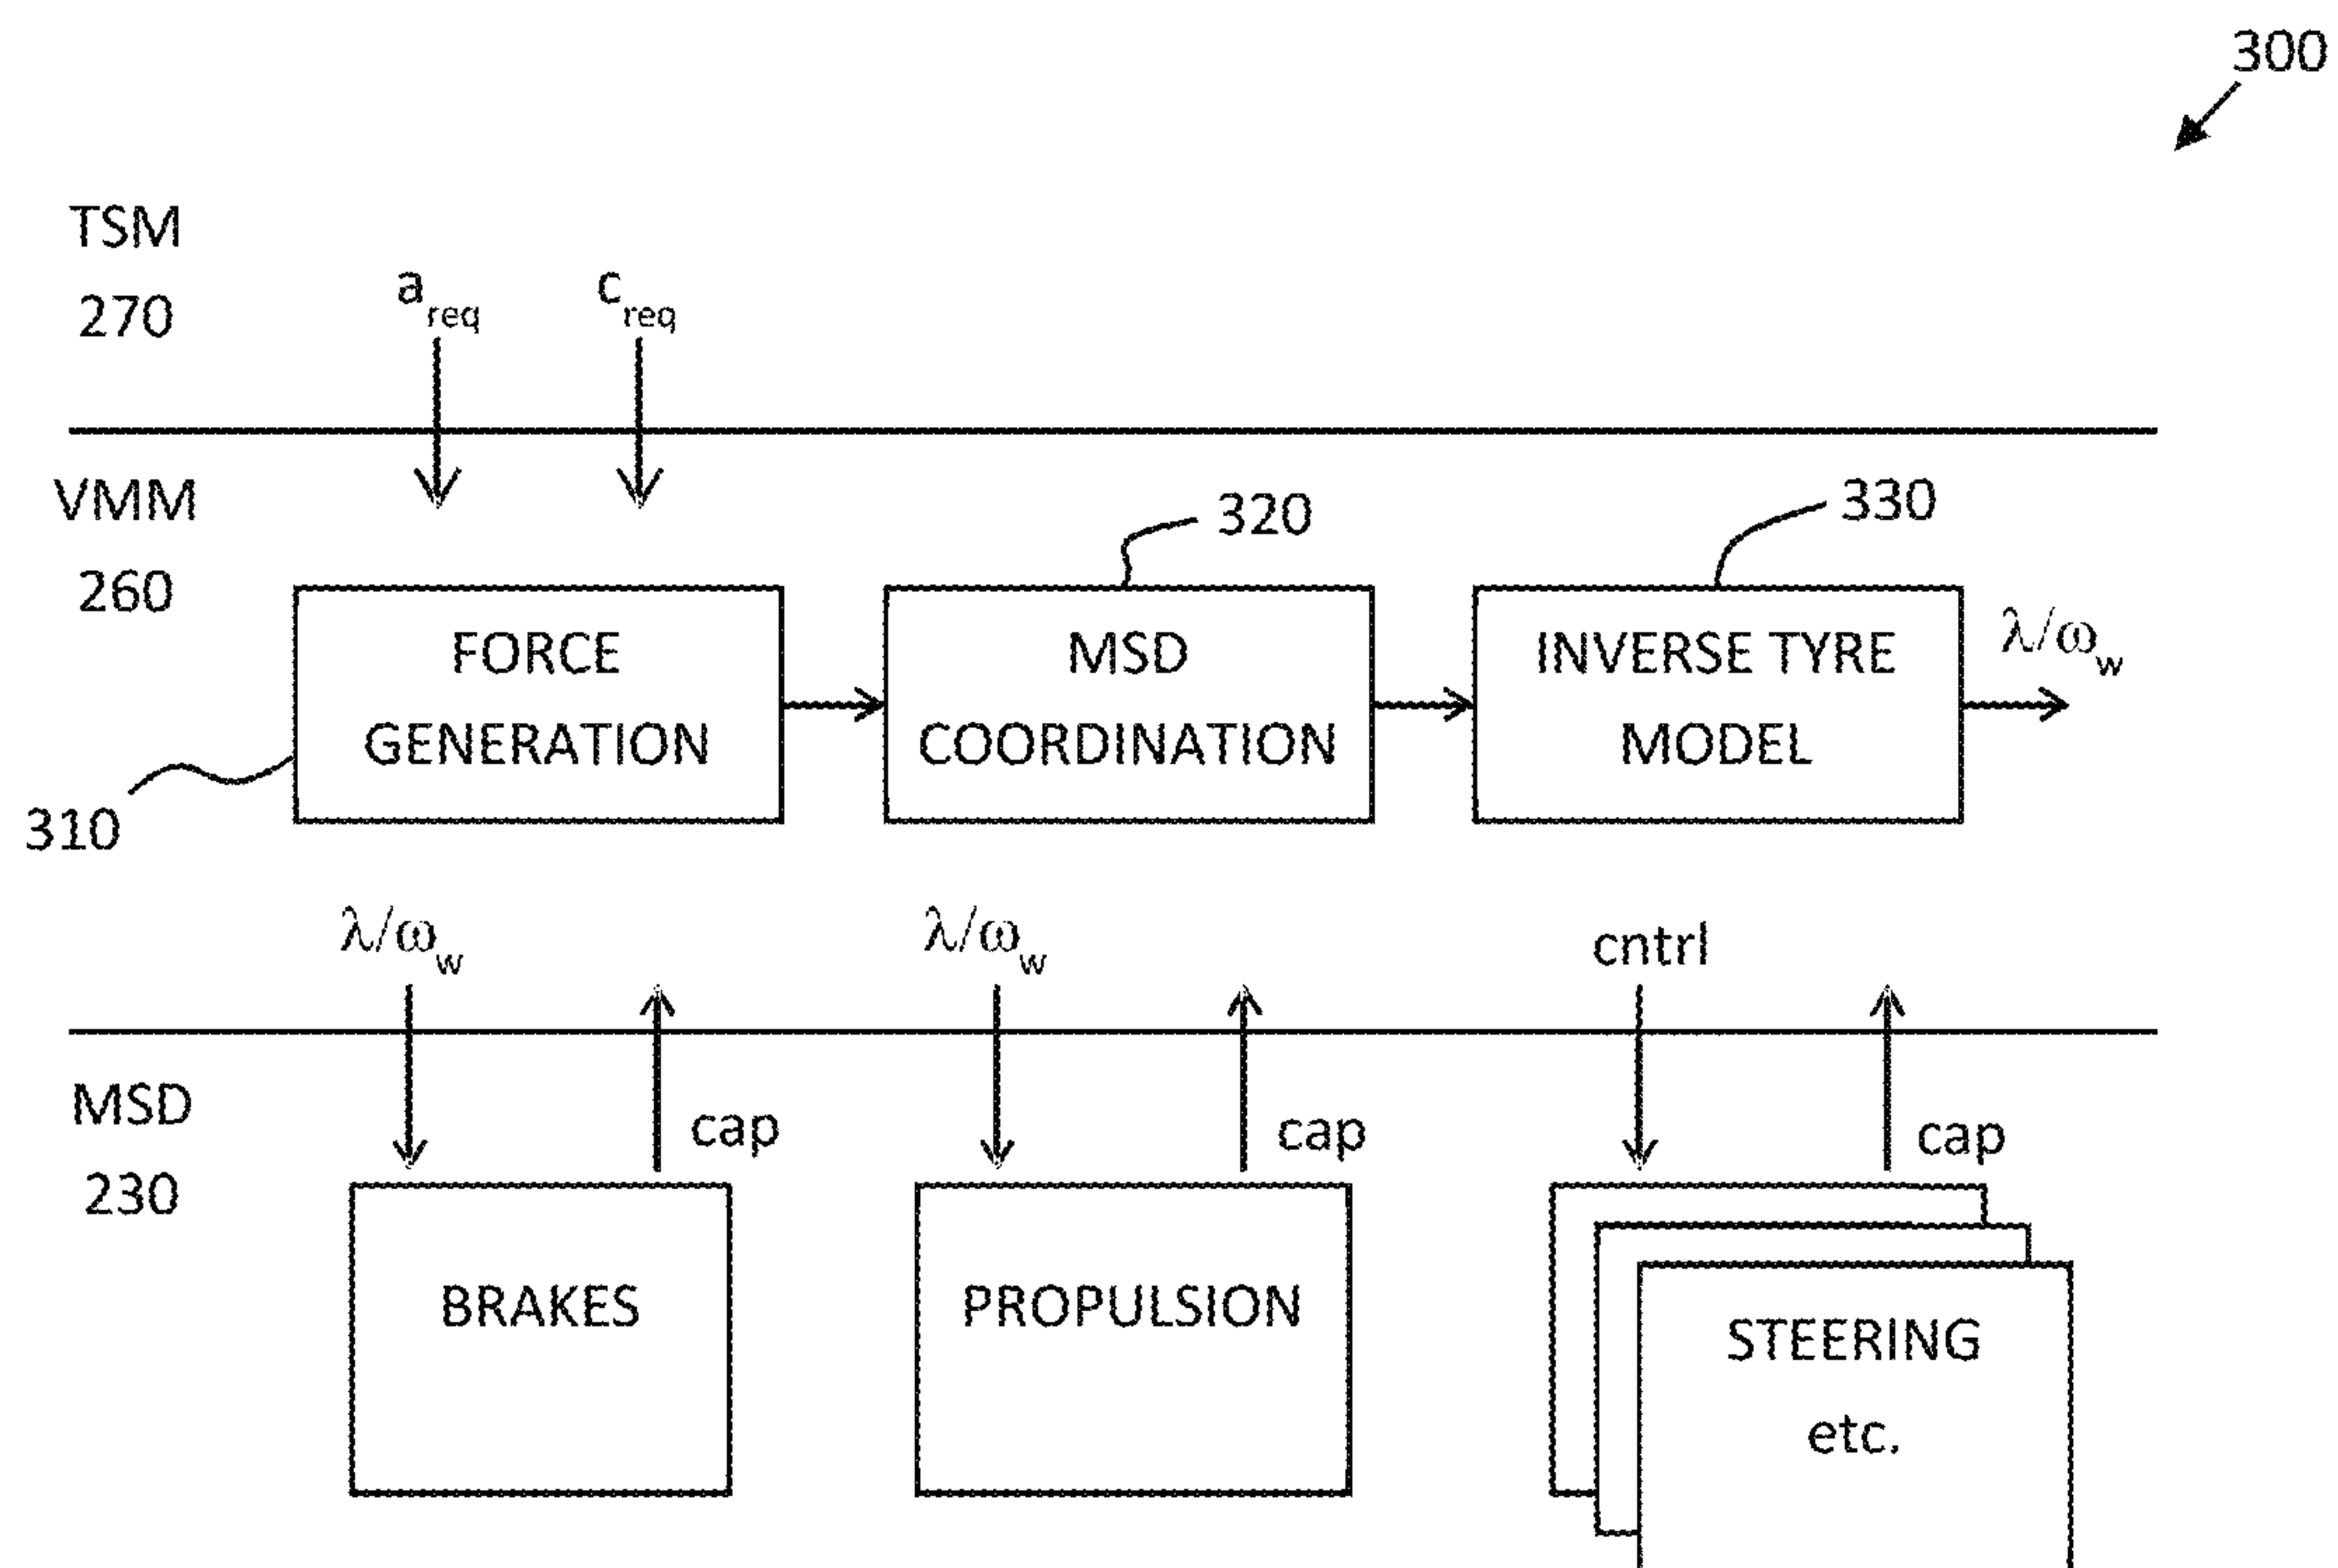 300
TSM
270
a_req
c_req
VMM
260
320
330
FORCE
GENERATION
MSD
COORDINATION
INVERSE TYRE
MODEL
λ/ω_w
310
λ/ω_w
λ/ω_w
cntrl
MSD
230
cap
cap
cap
BRAKES
PROPULSION
STEERING
etc.